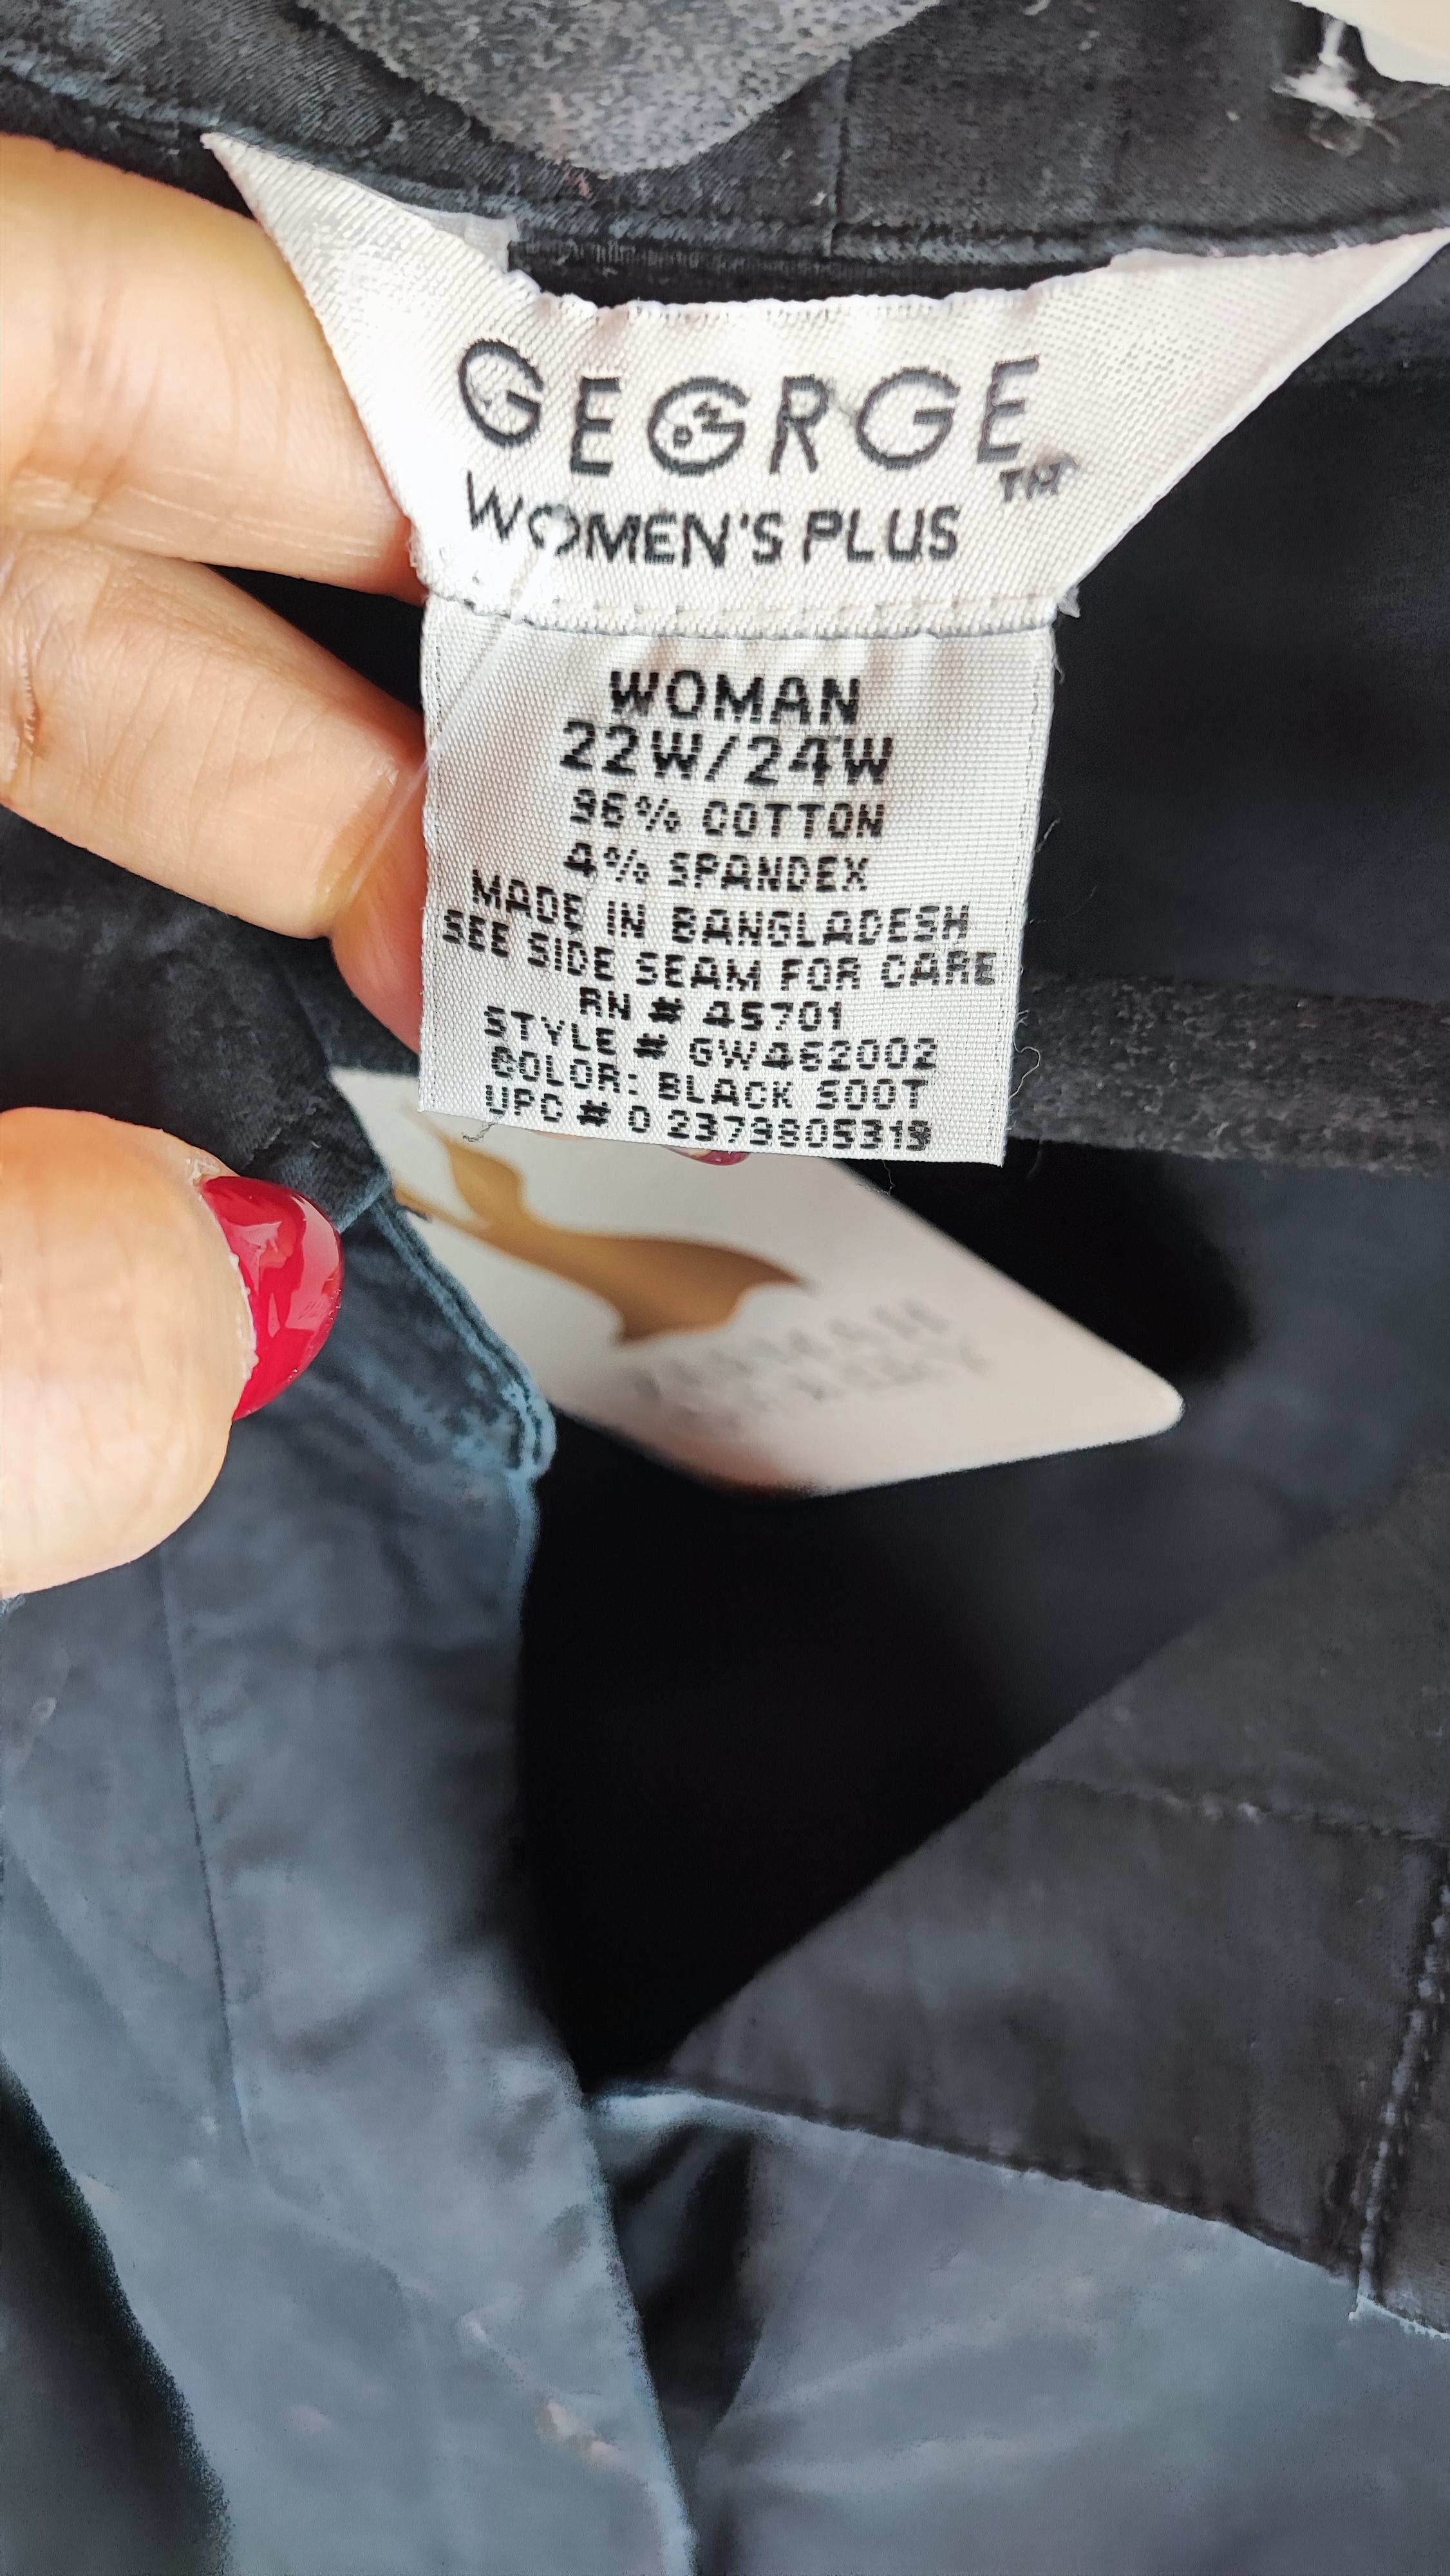 GEORGE
TM
WOMEN'S PLUS
WOMAN
22W/24W
96% COTTON
4% SPANDEX
MADE IN BANGLADESH
SEE SIDE SEAM FOR CARE
RN # 45701
STYLE # GW462002
COLOR: BLACK SOOT
UPC # 0 2379805319